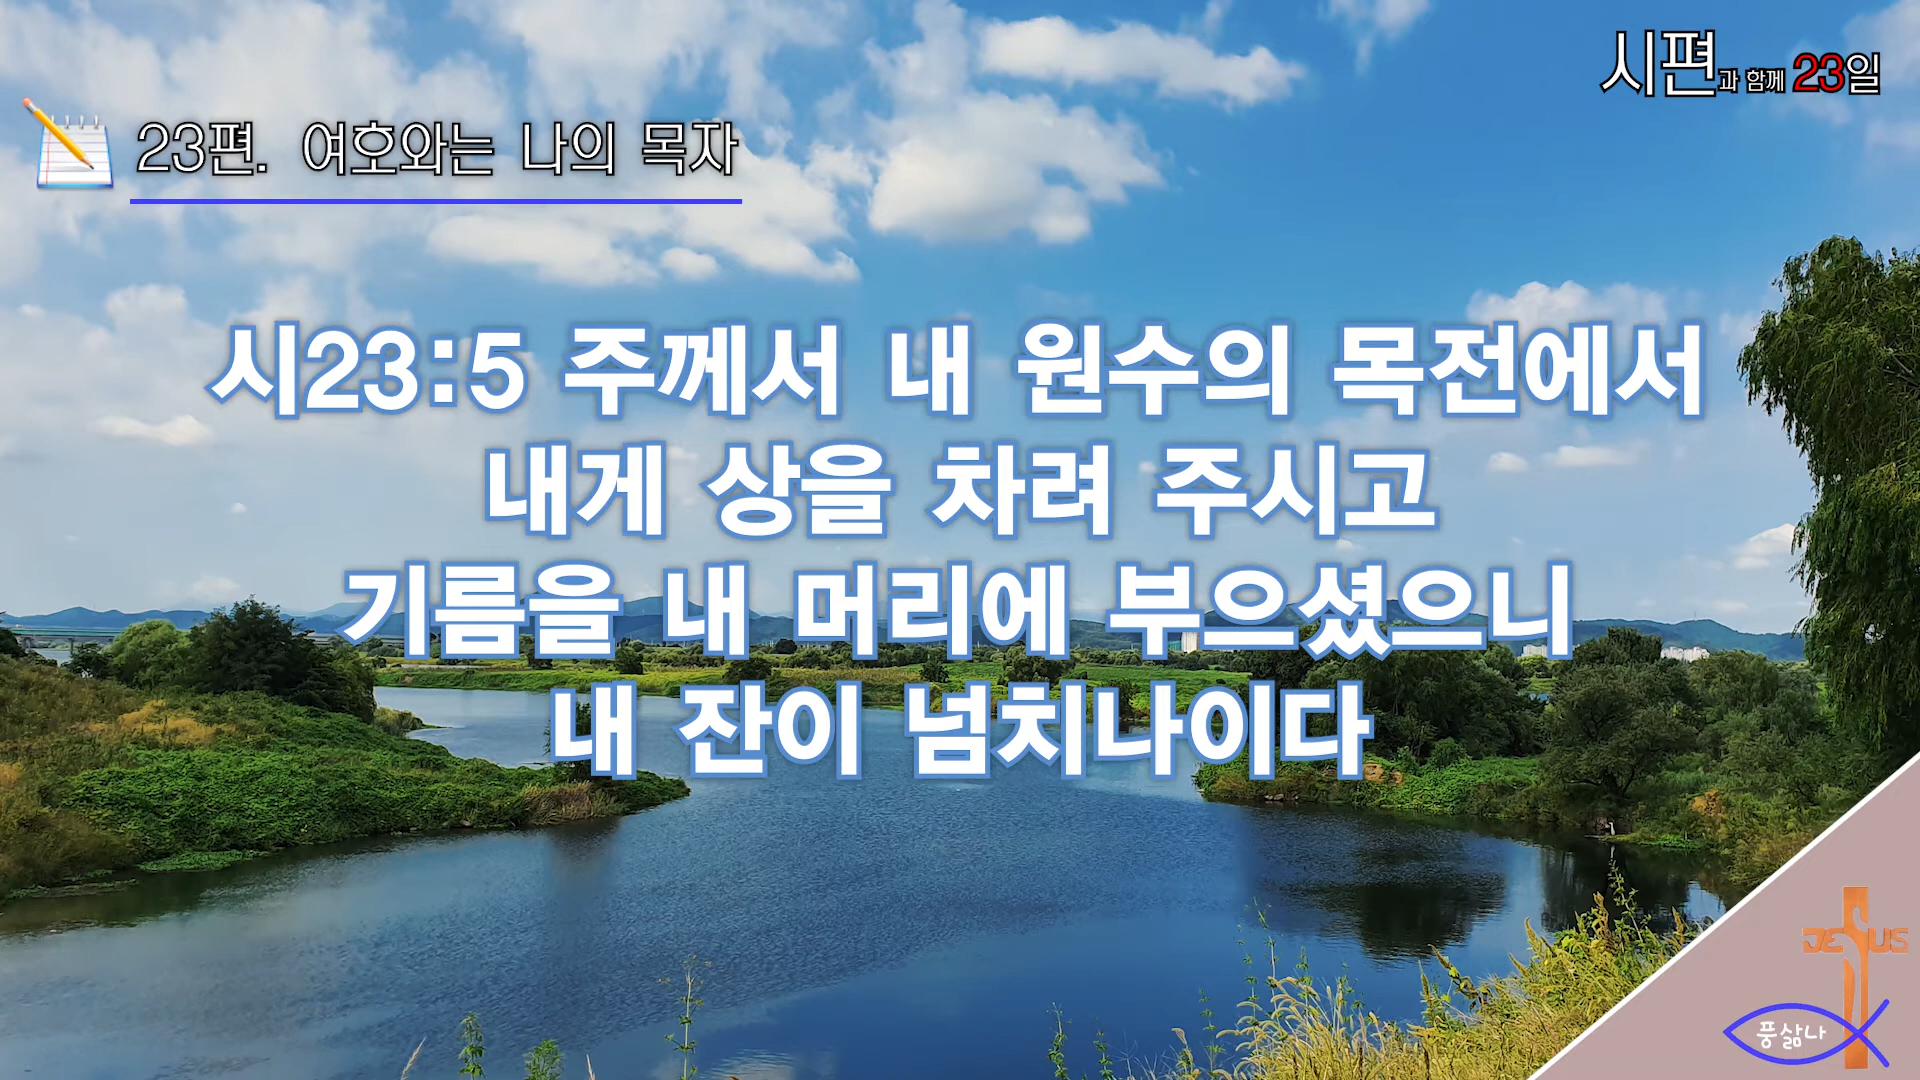 시편과 함께 23일
23편. 여호와는 나의 목자
시23:5 주께서 내 원수의 목전에서
내게 상을 차려 주시고
기름을 내 머리에 부으셨으니
내 잔이 넘치나이다
JESUS
풍삶나